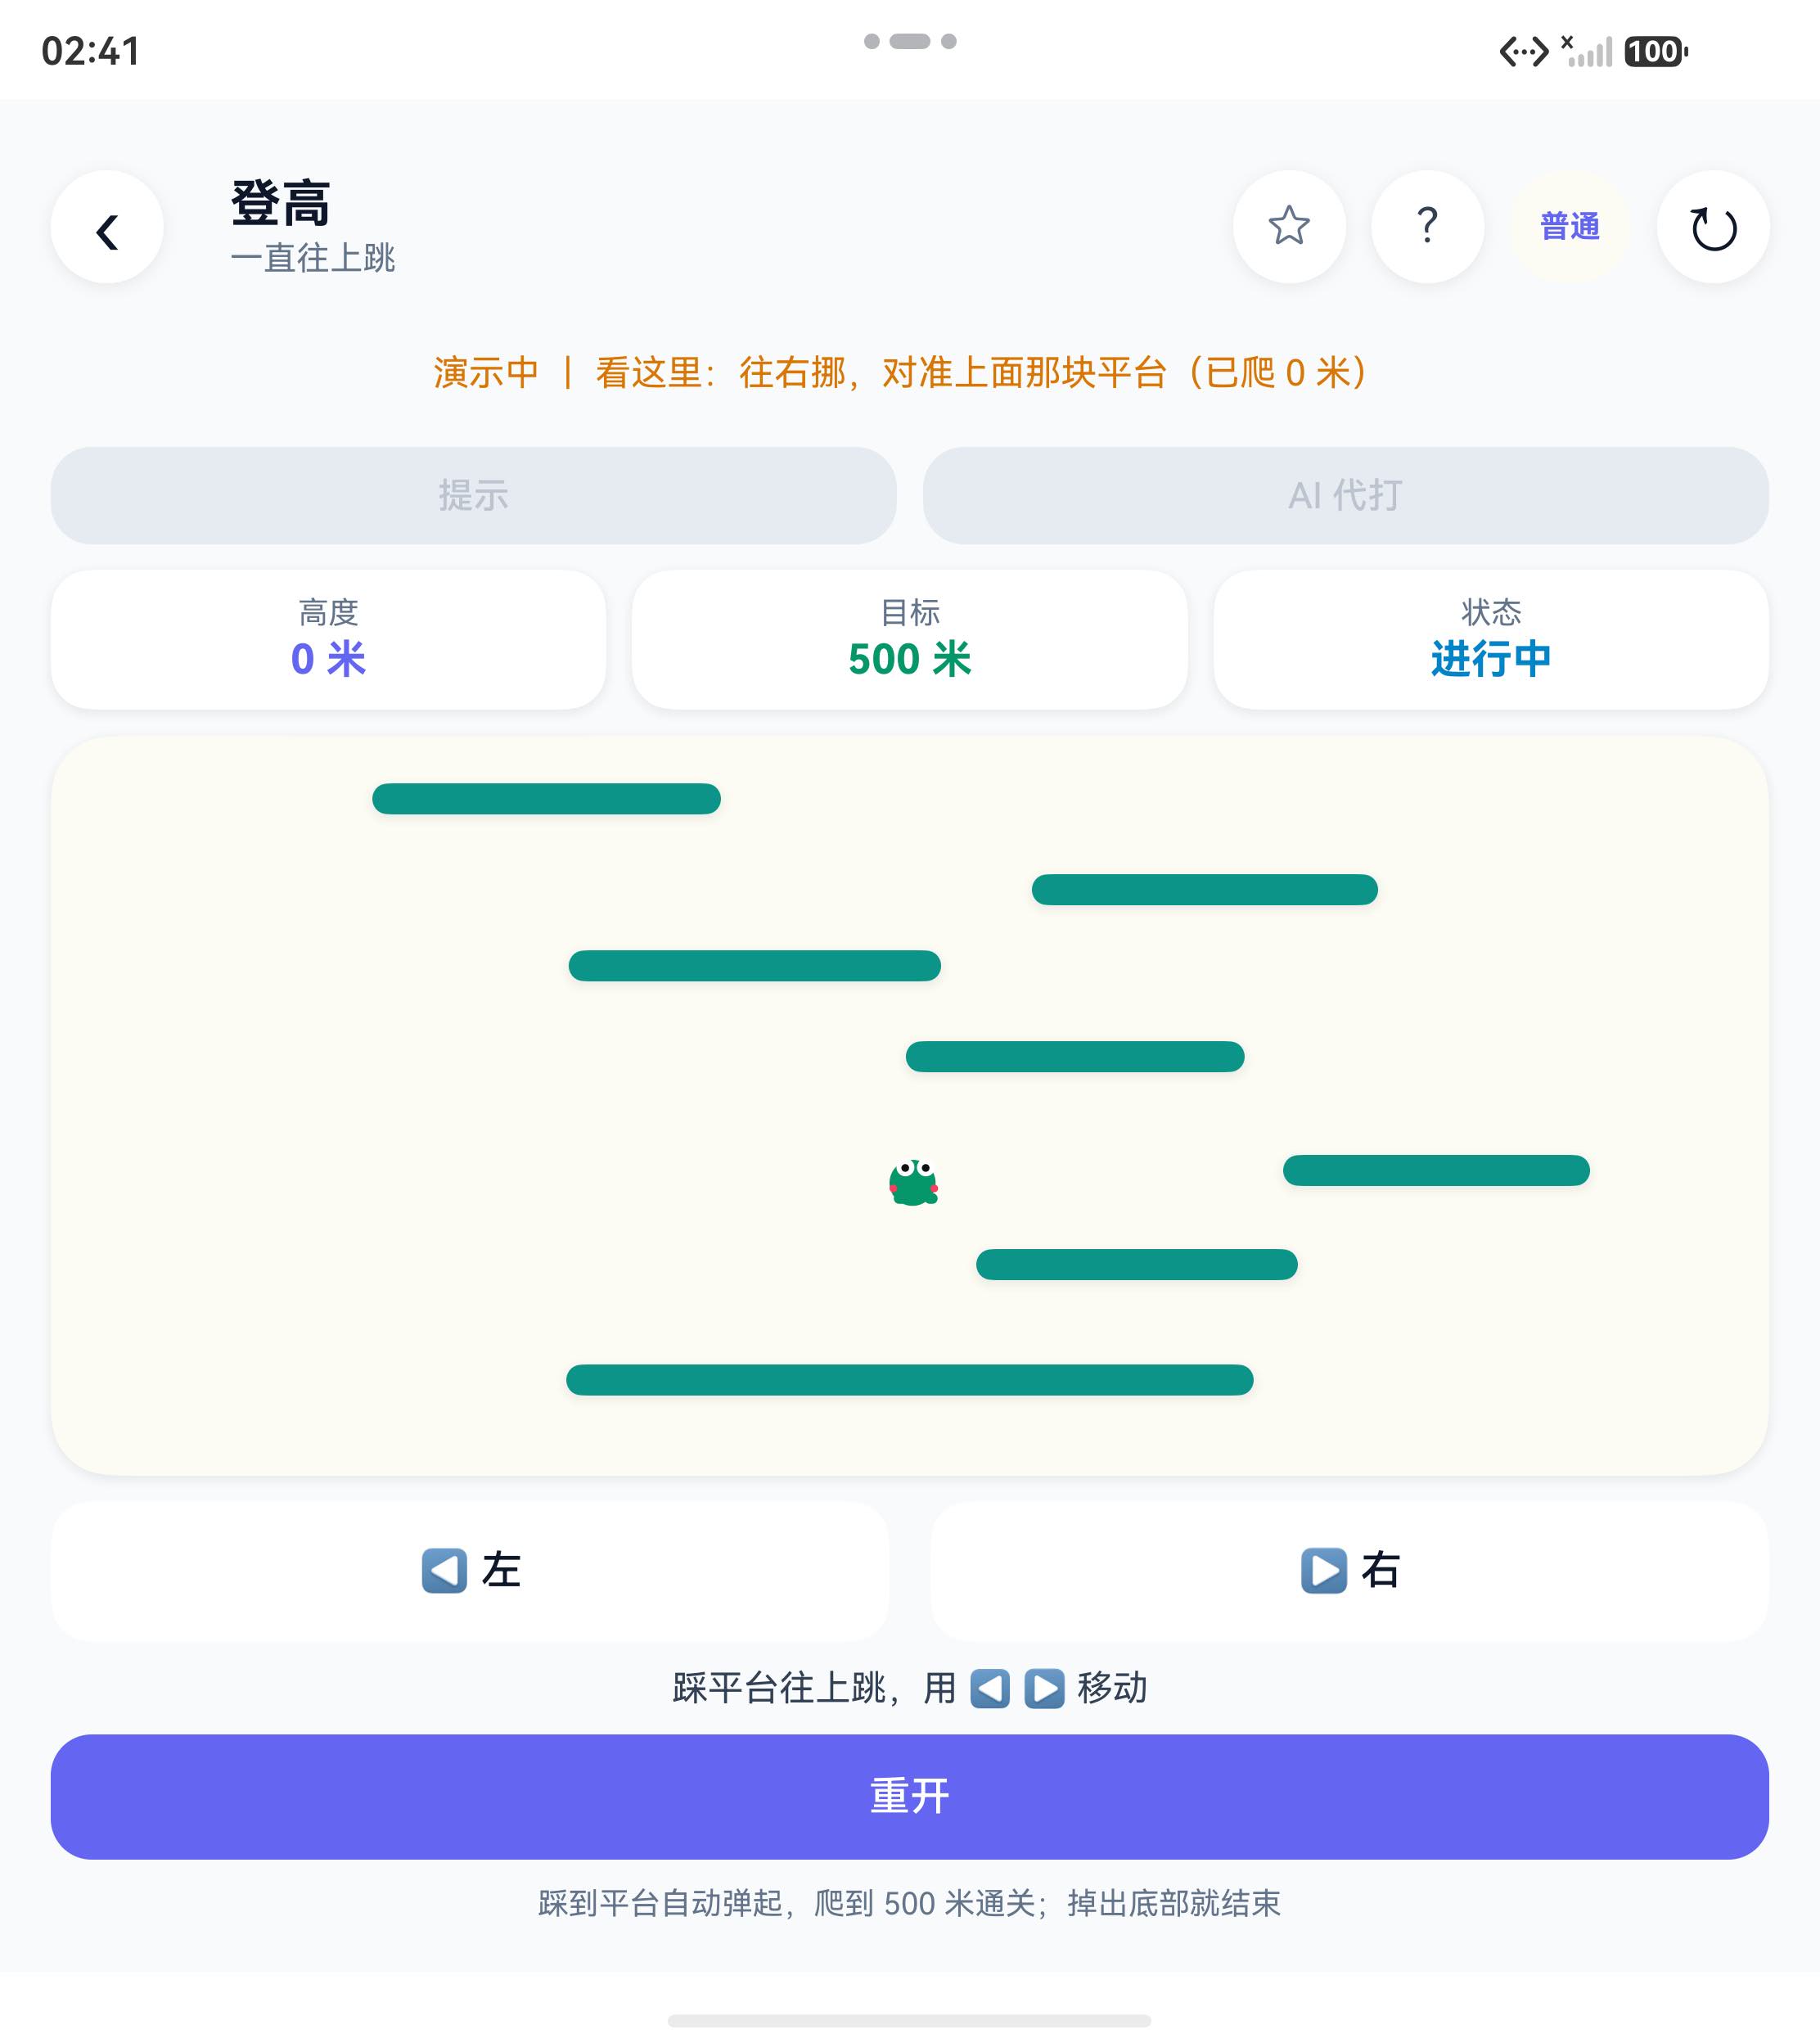 02:41
100
登高
一直往上跳
?
普通
演示中 | 看这里：往右挪，对准上面那块平台（已爬 0 米）
提示
AI 代打
高度
0 米
目标
500 米
状态
进行中
左
右
踩平台往上跳，用 ◀ ▶ 移动
重开
踩到平台自动弹起，爬到 500 米通关；掉出底部就结束